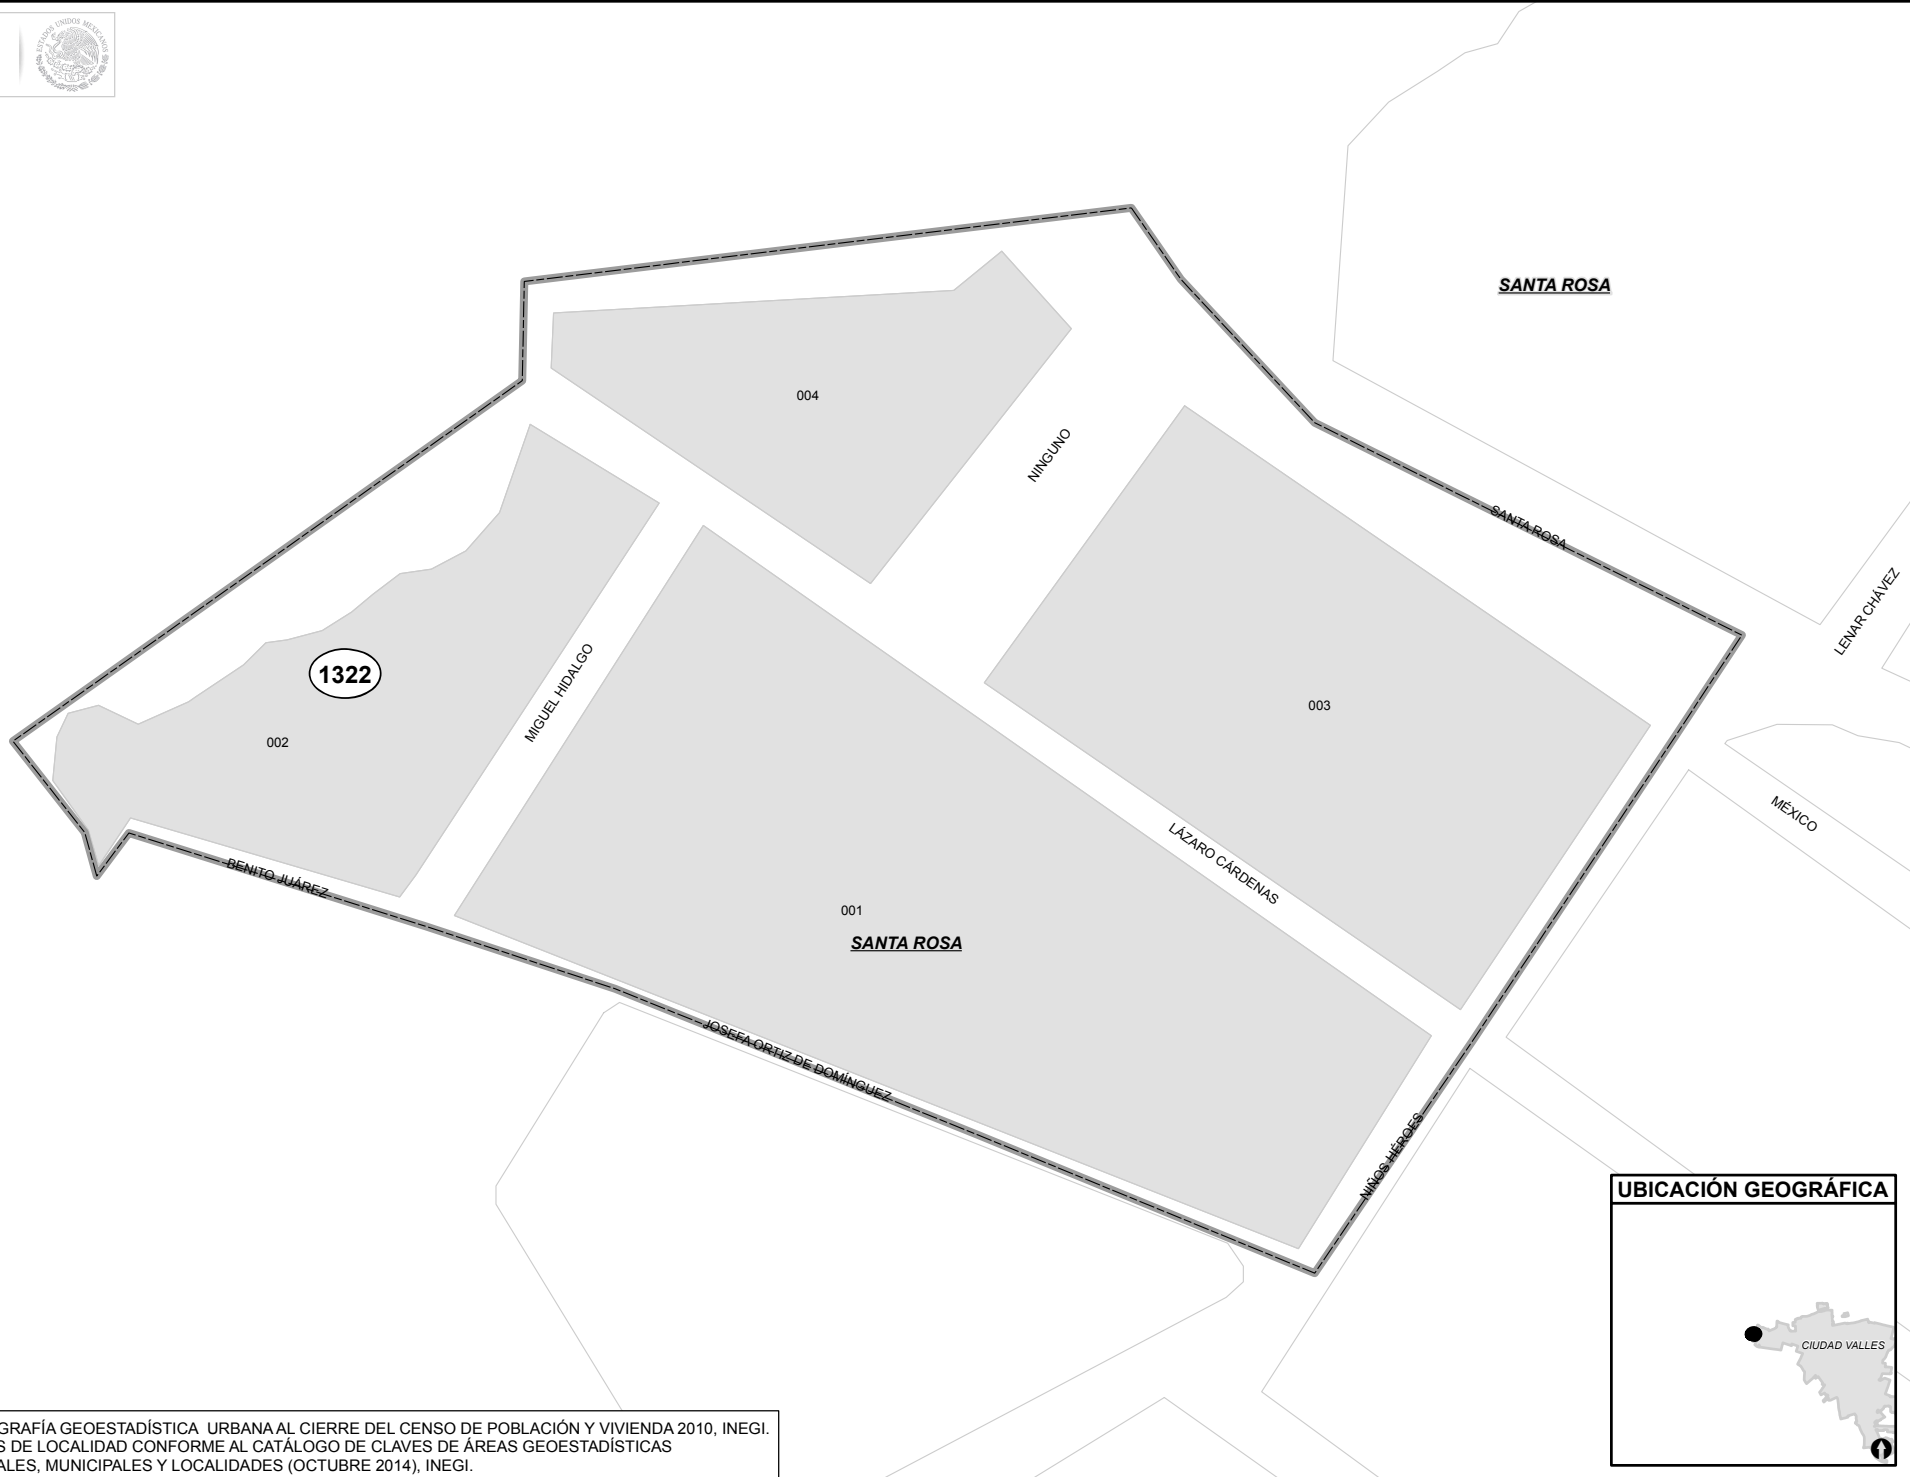 ESTADOS UNIDOS MEXICANOS
SANTA ROSA
004
NINGUNO
SANTA ROSA
LENAR CHÁVEZ
MIGUEL HIDALGO
1322
003
002
MÉXICO
LÁZARO CÁRDENAS
BENITO JUÁREZ
001
SANTA ROSA
JOSEFA ORTIZ DE DOMÍNGUEZ
NIÑOS HÉROES
UBICACIÓN GEOGRÁFICA
CIUDAD VALLES
GRAFÍA GEOESTADÍSTICA URBANA AL CIERRE DEL CENSO DE POBLACIÓN Y VIVIENDA 2010, INEGI.
S DE LOCALIDAD CONFORME AL CATÁLOGO DE CLAVES DE ÁREAS GEOESTADÍSTICAS
ALES, MUNICIPALES Y LOCALIDADES (OCTUBRE 2014), INEGI.